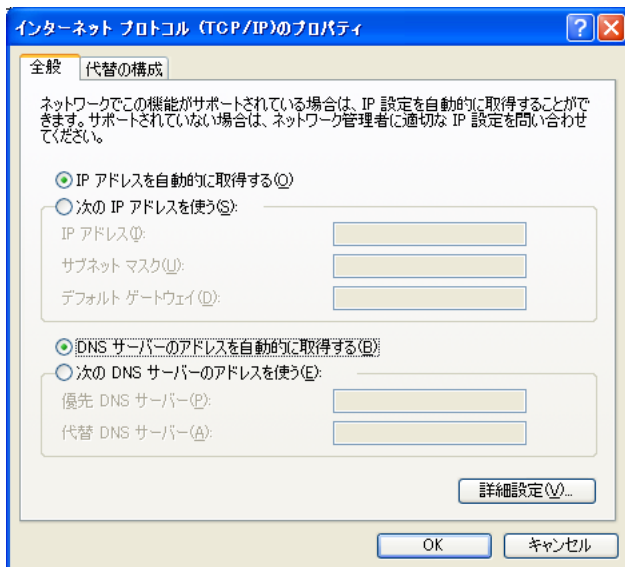 インターネット プロトコル (TCP/IP)のプロパティ
全般
代替の構成
ネットワークでこの機能がサポートされている場合は、IP 設定を自動的に取得することがで
きます。サポートされていない場合は、ネットワーク管理者に適切な IP 設定を問い合わせ
てください。
IP アドレスを自動的に取得する(O)
次の IP アドレスを使う(S):
IP アドレス(I):
サブネット マスク(U):
デフォルト ゲートウェイ(D):
DNS サーバーのアドレスを自動的に取得する(B)
次の DNS サーバーのアドレスを使う(E):
優先 DNS サーバー(P):
代替 DNS サーバー(A):
詳細設定(V)...
OK
キャンセル